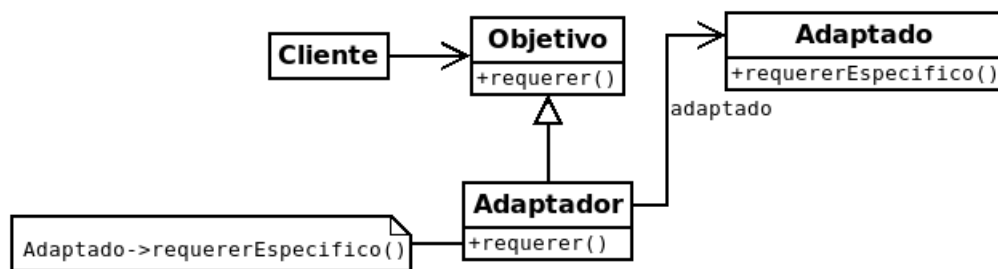 Cliente
Objetivo
+requerer()
Adaptado
+requererEspecifico()
adaptado
Adaptador
+requerer()
Adaptado->requererEspecifico()